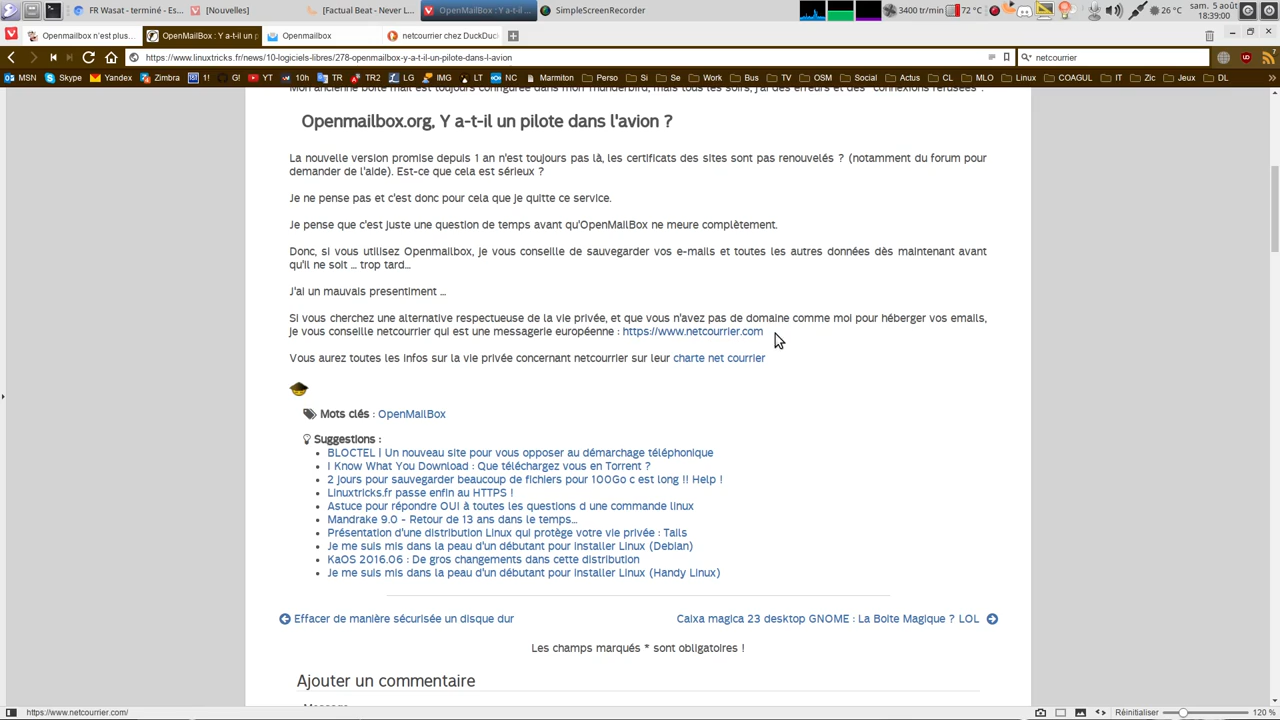 FR Wasat - terminé - Es...
[Nouvelles]
[Factual Beat - Never L...
OpenMailBox : Y a-t-il ...
SimpleScreenRecorder
3400 tr/min
72 °C
26 °C
sam. 5 août
18:39:00
Openmailbox n'est plus...
OpenMailBox : Y a-t-il un p
Openmailbox
netcourrier chez DuckDuc
https://www.linuxtricks.fr/news/10-logiciels-libres/278-openmailbox-y-a-t-il-un-pilote-dans-l-avion
netcourrier
MSN Skype Yandex Zimbra 1! G! YT 100n TR TR2 LG IMG LT NC Marmiton Perso Si Se Work Bus TV OSM Social Actus CL MLO Linux COAGUL IT Zic Jeux DL
Mon ancienne boîte mail est toujours configurée dans mon Thunderbird, mais tous les soirs, j'ai des erreurs et des "connexions refusées".
Openmailbox.org, Y a-t-il un pilote dans l'avion ?
La nouvelle version promise depuis 1 an n'est toujours pas là, les certificats des sites sont pas renouvelés ? (notamment du forum pour
demander de l'aide). Est-ce que cela est sérieux ?
Je ne pense pas et c'est donc pour cela que je quitte ce service.
Je pense que c'est juste une question de temps avant qu'OpenMailBox ne meure complètement.
Donc, si vous utilisez Openmailbox, je vous conseille de sauvegarder vos e-mails et toutes les autres données dès maintenant avant
qu'il ne soit ... trop tard...
J'ai un mauvais presentiment ...
Si vous cherchez une alternative respectueuse de la vie privée, et que vous n'avez pas de domaine comme moi pour héberger vos emails,
je vous conseille netcourrier qui est une messagerie européenne : https://www.netcourrier.com
Vous aurez toutes les infos sur la vie privée concernant netcourrier sur leur charte net courrier
Mots clés : OpenMailBox
Suggestions :
BLOCTEL | Un nouveau site pour vous opposer au démarchage téléphonique
I Know What You Download : Que téléchargez vous en Torrent ?
2 jours pour sauvegarder beaucoup de fichiers pour 100Go c est long !! Help !
Linuxtricks.fr passe enfin au HTTPS !
Astuce pour répondre OUI à toutes les questions d une commande linux
Mandrake 9.0 - Retour de 13 ans dans le temps...
Présentation d'une distribution Linux qui protège votre vie privée : Tails
Je me suis mis dans la peau d'un débutant pour installer Linux (Debian)
KaOS 2016.06 : De gros changements dans cette distribution
Je me suis mis dans la peau d'un débutant pour installer Linux (Handy Linux)
Effacer de manière sécurisée un disque dur
Caixa magica 23 desktop GNOME : La Boite Magique ? LOL
Les champs marqués * sont obligatoires !
Ajouter un commentaire
Message
https://www.netcourrier.com/
Réinitialiser
120 %